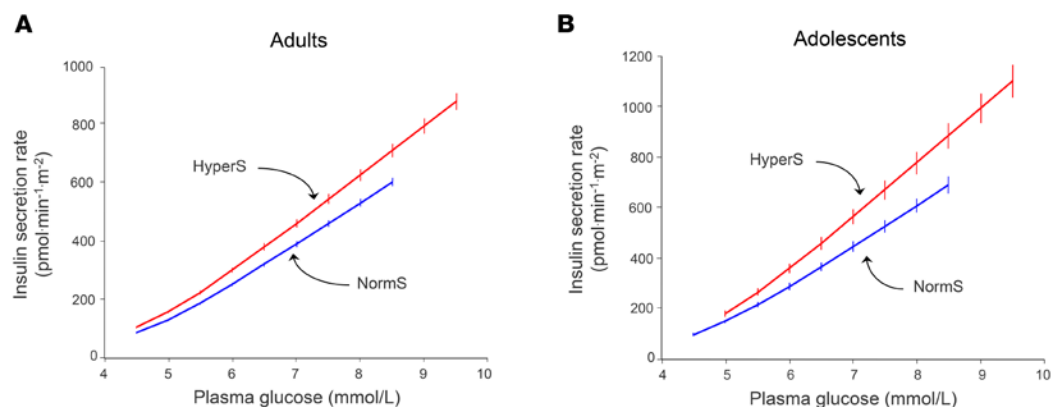 A
Adults
Insulin secretion rate
(pmol·min⁻¹·m⁻²)
1000
800
600
400
200
0
HyperS
NormS
4
5
6
7
8
9
10
Plasma glucose (mmol/L)
B
Adolescents
Insulin secretion rate
(pmol·min⁻¹·m⁻²)
1200
1000
800
600
400
200
0
HyperS
NormS
4
5
6
7
8
9
10
Plasma glucose (mmol/L)